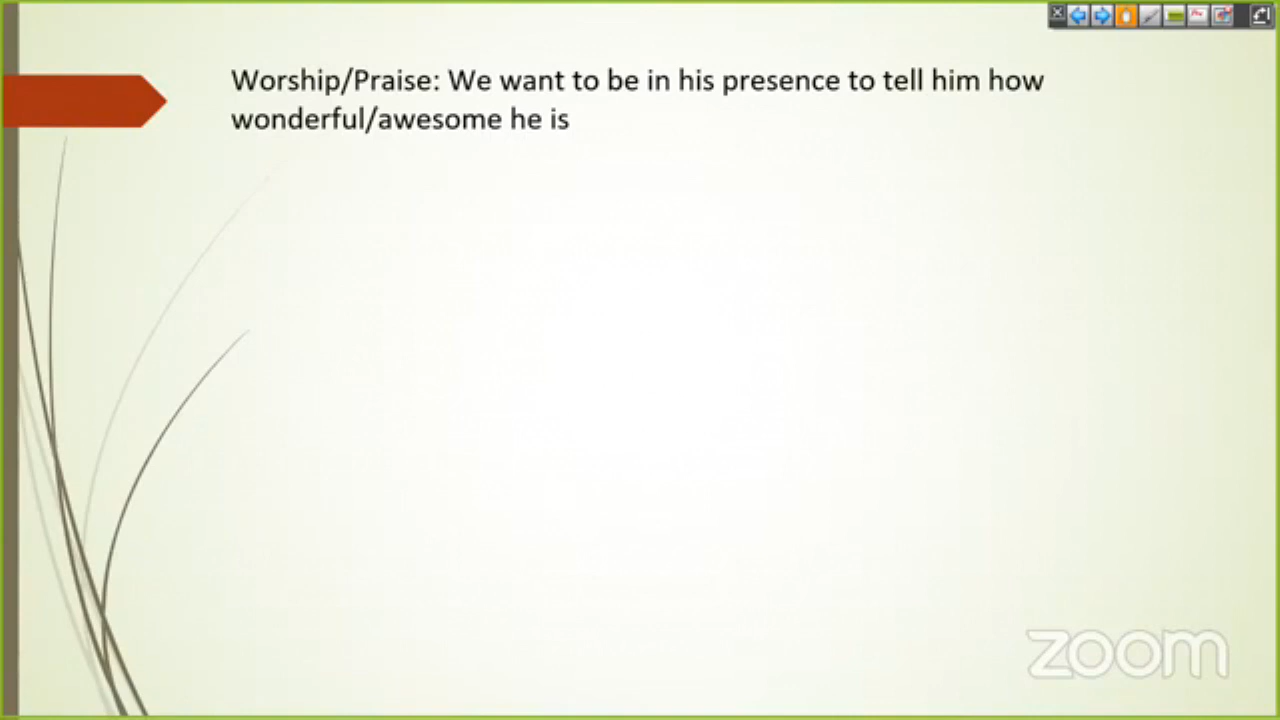 Worship/Praise: We want to be in his presence to tell him how
wonderful/awesome he is
zoom